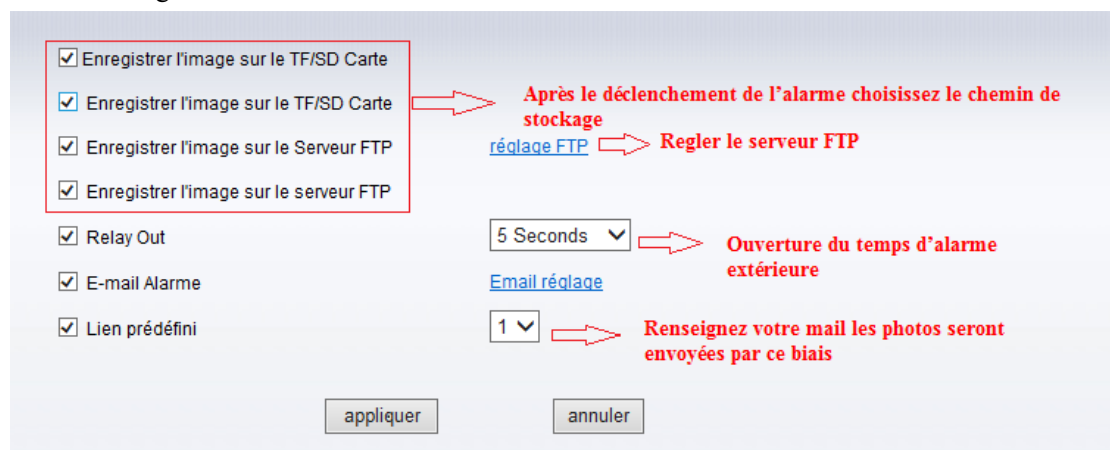 Enregistrer l'image sur le TF/SD Carte
Enregistrer l'image sur le TF/SD Carte
Après le déclenchement de l'alarme choisissez le chemin de
stockage
Enregistrer l'image sur le Serveur FTP
réglage FTP
Regler le serveur FTP
Enregistrer l'image sur le serveur FTP
Relay Out
5 Seconds
Ouverture du temps d'alarme
extérieure
E-mail Alarme
Email réglage
Lien prédéfini
1
Renseignez votre mail les photos seront
envoyées par ce biais
appliquer
annuler